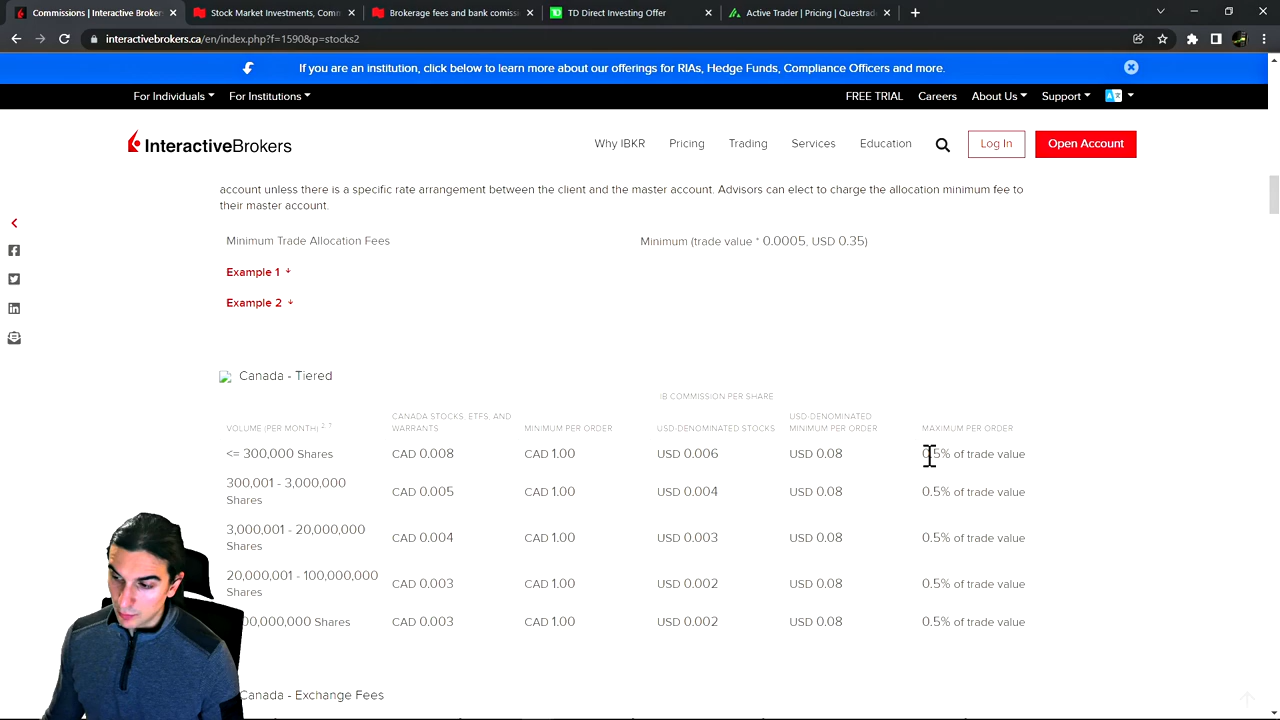 Commissions | Interactive Broker
Stock Market Investments, Comm
Brokerage fees and bank comiss
TD Direct Investing Offer
Active Trader | Pricing | Questrad
interactivebrokers.ca/en/index.php?f=1590&p=stocks2
If you are an institution, click below to learn more about our offerings for RIAs, Hedge Funds, Compliance Officers and more.
For Individuals For Institutions FREE TRIAL Careers About Us Support
InteractiveBrokers Why IBKR Pricing Trading Services Education Log In Open Account
account unless there is a specific rate arrangement between the client and the master account. Advisors can elect to charge the allocation minimum fee to
their master account.
Minimum Trade Allocation Fees Minimum (trade value * 0.0005, USD 0.35)
Example 1
Example 2
Canada - Tiered
IB COMMISSION PER SHARE
VOLUME (PER MONTH) 2, 7 CANADA STOCKS, ETFS, AND WARRANTS MINIMUM PER ORDER USD-DENOMINATED STOCKS USD-DENOMINATED MINIMUM PER ORDER MAXIMUM PER ORDER
<= 300,000 Shares CAD 0.008 CAD 1.00 USD 0.006 USD 0.08 0.5% of trade value
300,001 - 3,000,000 Shares CAD 0.005 CAD 1.00 USD 0.004 USD 0.08 0.5% of trade value
3,000,001 - 20,000,000 Shares CAD 0.004 CAD 1.00 USD 0.003 USD 0.08 0.5% of trade value
20,000,001 - 100,000,000 Shares CAD 0.003 CAD 1.00 USD 0.002 USD 0.08 0.5% of trade value
00,000,000 Shares CAD 0.003 CAD 1.00 USD 0.002 USD 0.08 0.5% of trade value
Canada - Exchange Fees